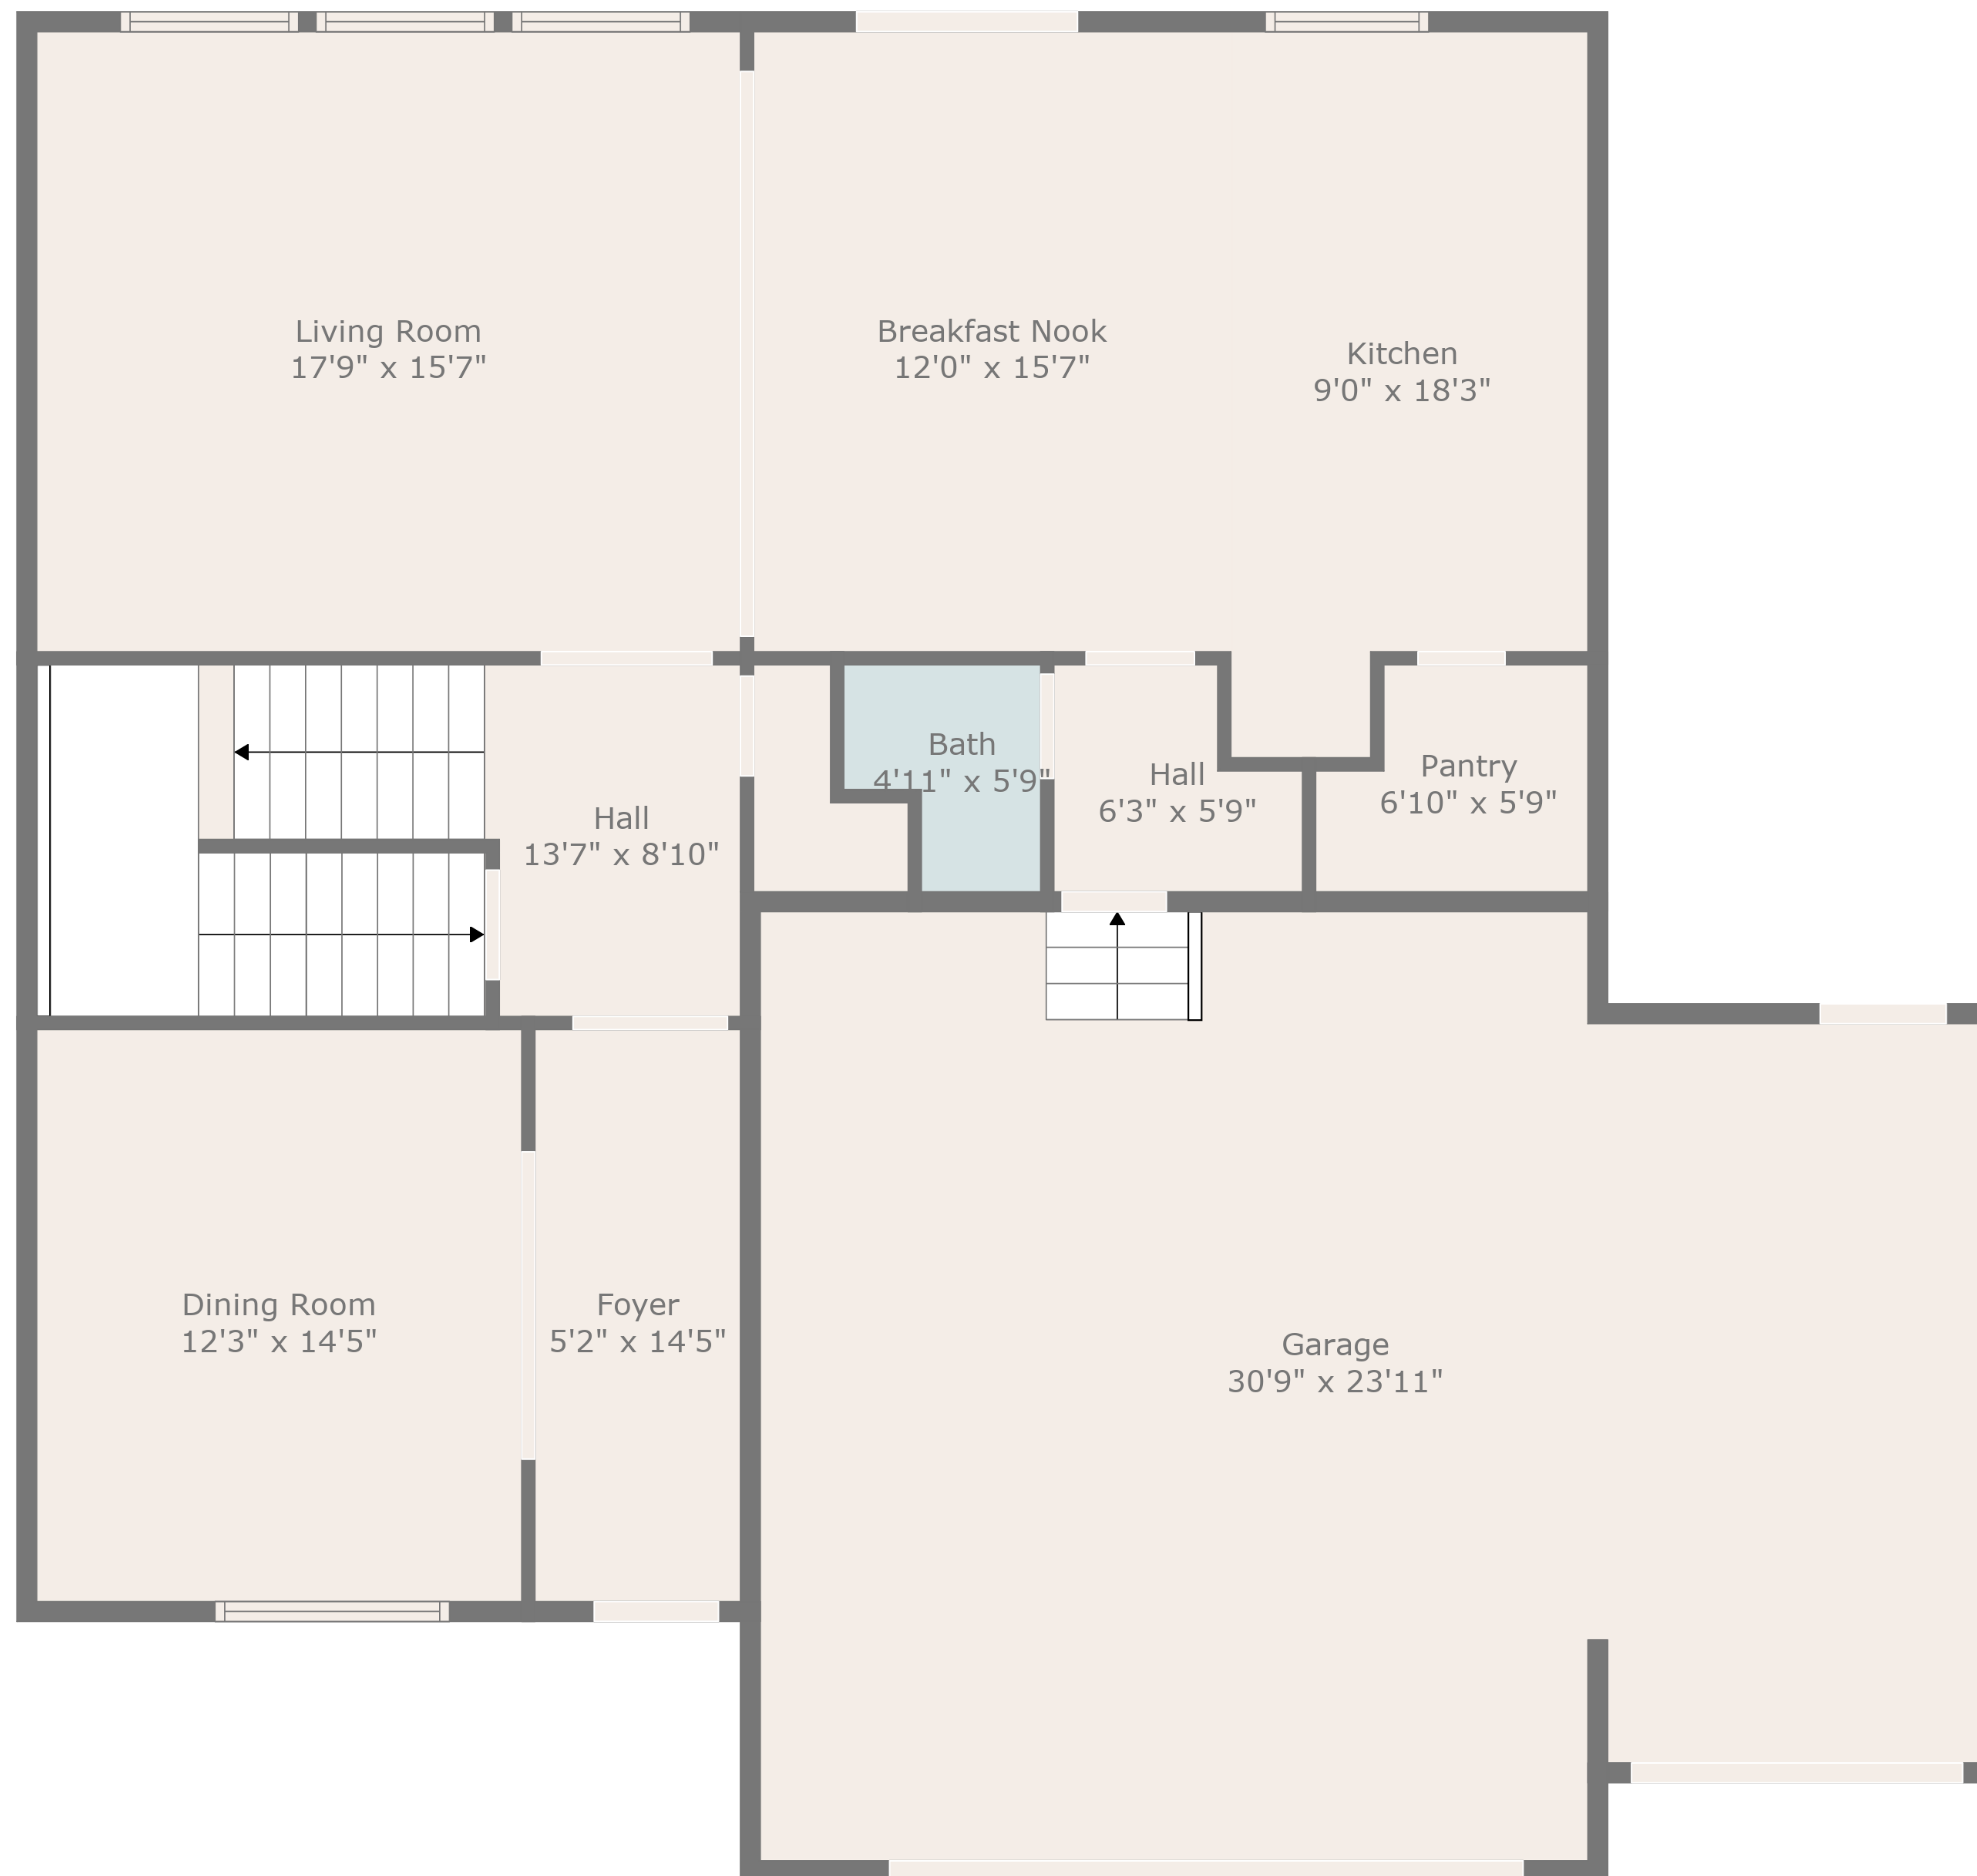 Living Room
17'9" x 15'7"
Breakfast Nook
12'0" x 15'7"
Kitchen
9'0" x 18'3"
Bath
4'11" x 5'9"
Hall
6'3" x 5'9"
Pantry
6'10" x 5'9"
Hall
13'7" x 8'10"
Dining Room
12'3" x 14'5"
Foyer
5'2" x 14'5"
Garage
30'9" x 23'11"